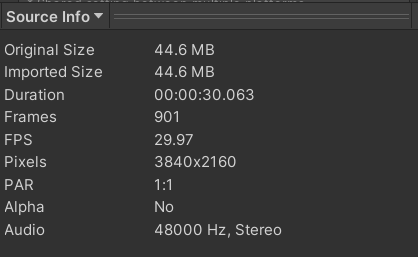 Source Info
Original Size 44.6 MB
Imported Size 44.6 MB
Duration 00:00:30.063
Frames 901
FPS 29.97
Pixels 3840x2160
PAR 1:1
Alpha No
Audio 48000 Hz, Stereo